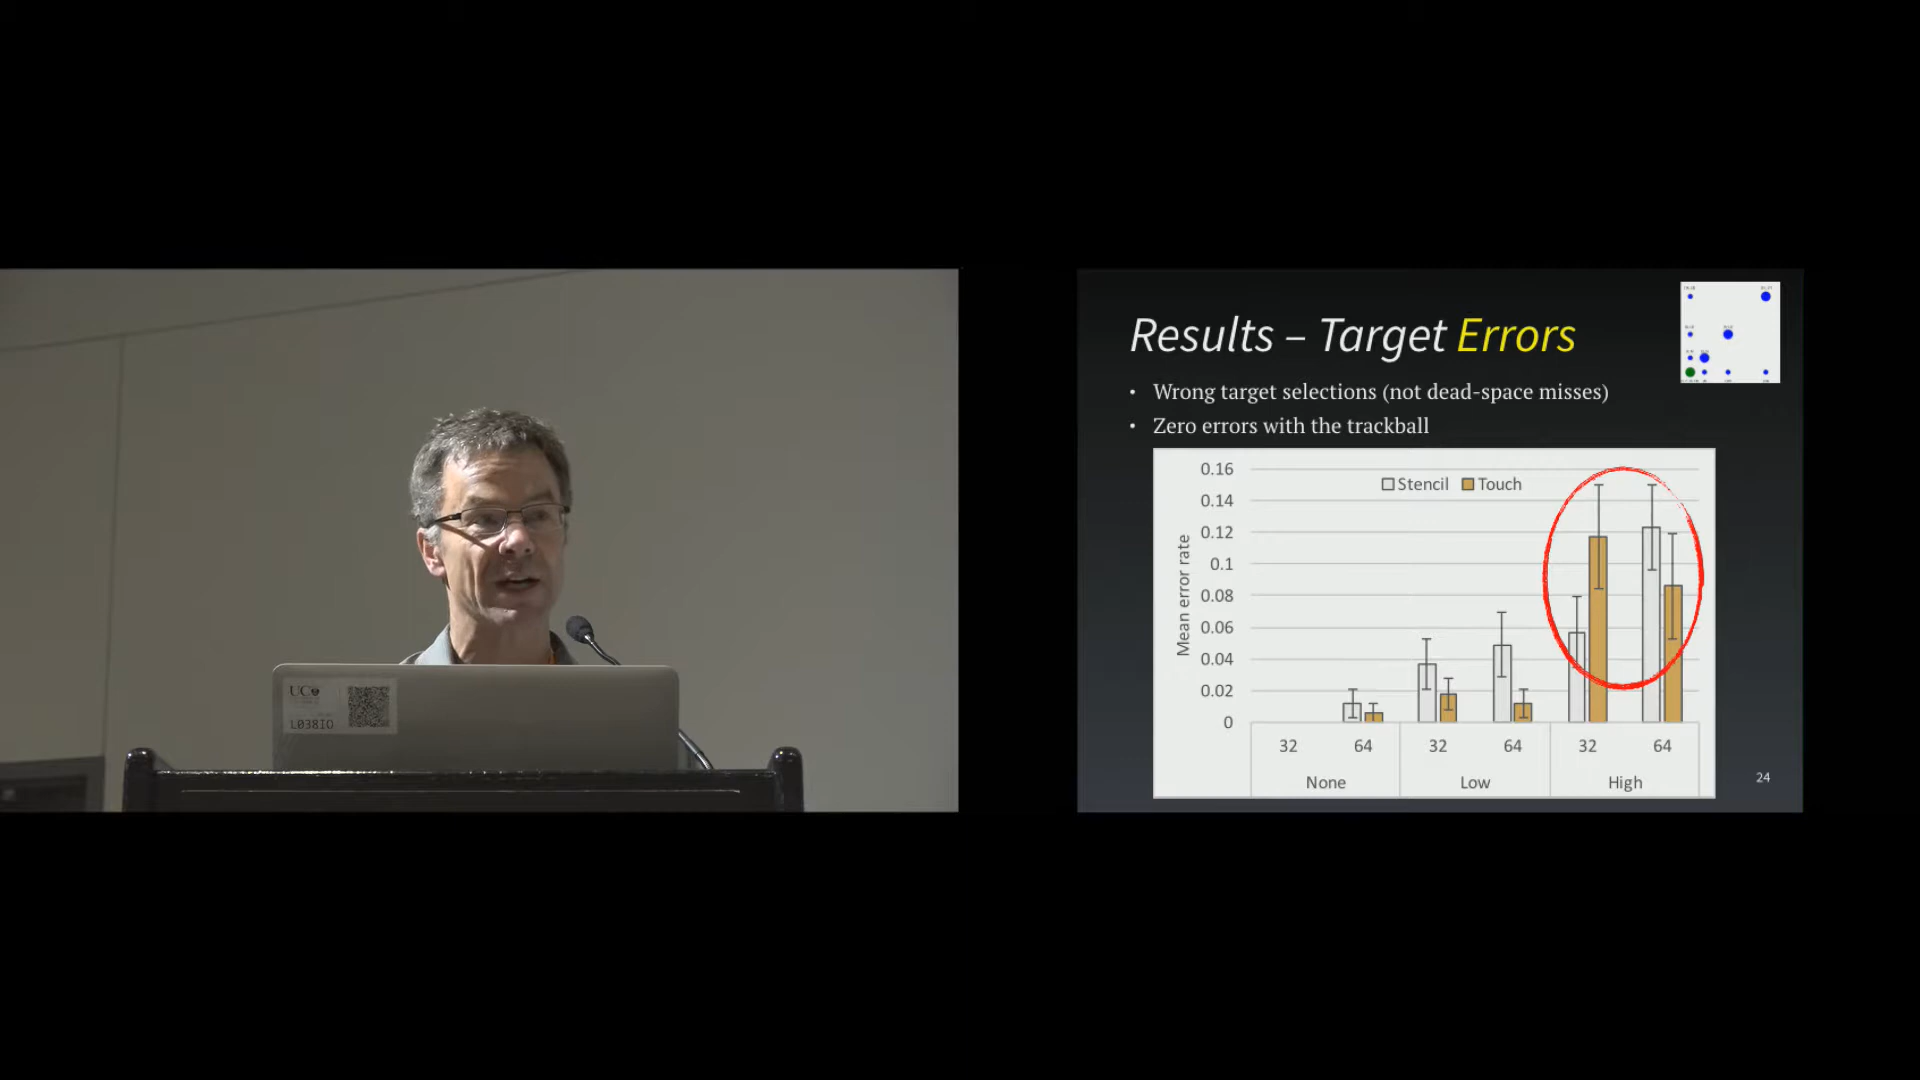 UC
L038IO
Results – Target Errors
• Wrong target selections (not dead-space misses)
• Zero errors with the trackball
Stencil Touch
Mean error rate
0.16
0.14
0.12
0.1
0.08
0.06
0.04
0.02
0
32 64 32 64 32 64
None Low High
24